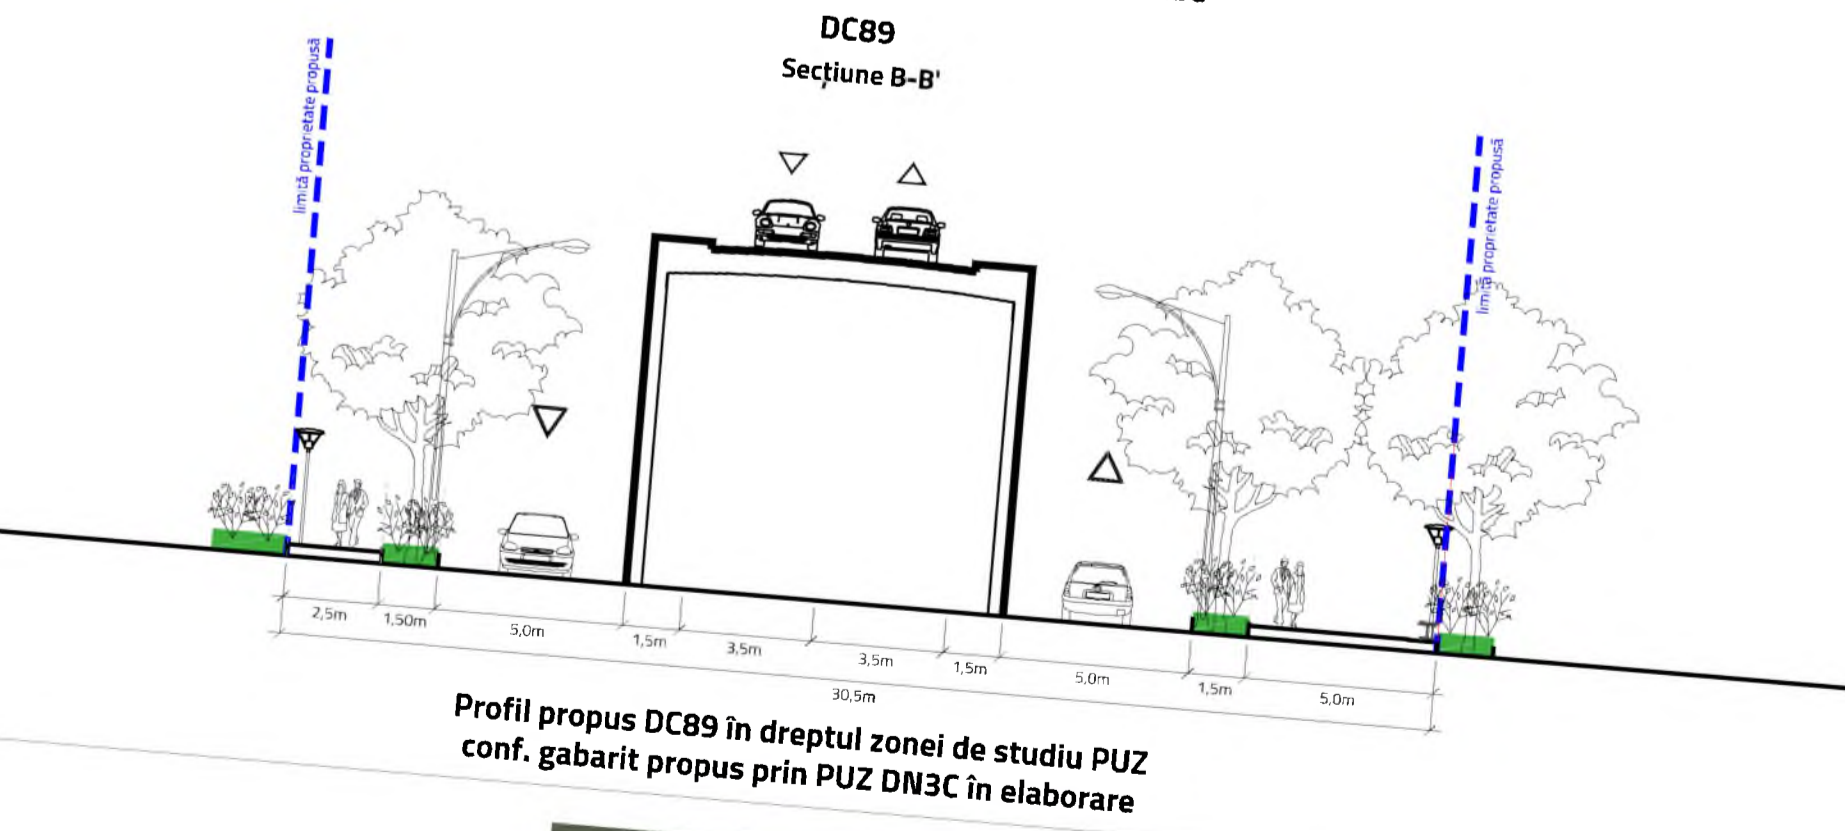 DC89
Secțiune B-B'
limită proprietate propusă
limită proprietate propusă
2,5m
1,50m
5,0m
1,5m
3,5m
3,5m
1,5m
5,0m
1,5m
5,0m
30,5m
Profil propus DC89 în dreptul zonei de studiu PUZ
conf. gabarit propus prin PUZ DN3C în elaborare